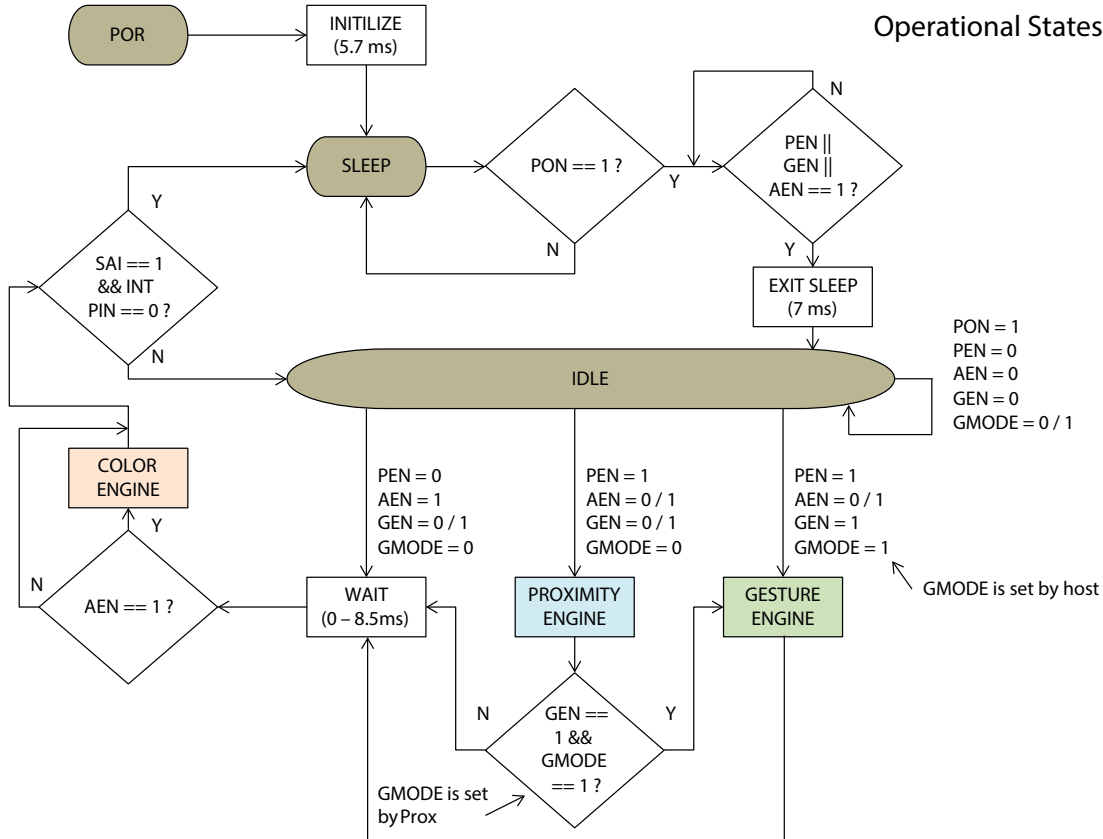 Operational States
POR
INITILIZE
(5.7 ms)
SLEEP
PON == 1 ?
Y
N
PEN ||
GEN ||
AEN == 1 ?
N
Y
EXIT SLEEP
(7 ms)
SAI == 1
&& INT
PIN == 0 ?
Y
N
IDLE
PON = 1
PEN = 0
AEN = 0
GEN = 0
GMODE = 0 / 1
PEN = 0
AEN = 1
GEN = 0 / 1
GMODE = 0
PEN = 1
AEN = 0 / 1
GEN = 0 / 1
GMODE = 0
PEN = 1
AEN = 0 / 1
GEN = 1
GMODE = 1
GMODE is set by host
COLOR
ENGINE
Y
N
AEN == 1 ?
WAIT
(0 – 8.5ms)
PROXIMITY
ENGINE
GESTURE
ENGINE
N
Y
GEN ==
1 &&
GMODE
== 1 ?
GMODE is set
by Prox